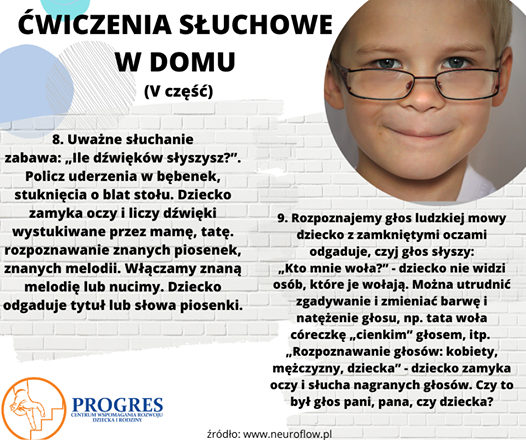 ĆWICZENIA SŁUCHOWE
W DOMU
(V część)
8. Uważne słuchanie
zabawa: „Ile dźwięków słyszysz?”.
Policz uderzenia w bębenek,
stuknięcia o blat stołu. Dziecko
zamyka oczy i liczy dźwięki
wystukiwane przez mamę, tatę.
rozpoznawanie znanych piosenek,
znanych melodii. Włączamy znaną
melodię lub nucimy. Dziecko
odgaduje tytuł lub słowa piosenki.
9. Rozpoznajemy głos ludzkiej mowy
dziecko z zamkniętymi oczami
odgaduje, czyj głos słyszy:
„Kto mnie woła?” - dziecko nie widzi
osób, które je wołają. Można utrudnić
zgadywanie i zmieniać barwę i
natężenie głosu, np. tata woła
córeczkę „cienkim” głosem, itp.
„Rozpoznawanie głosów: kobiety,
mężczyzny, dziecka” - dziecko zamyka
oczy i słucha nagranych głosów. Czy to
był głos pani, pana, czy dziecka?
PROGRES
CENTRUM WSPOMAGANIA ROZWOJU
DZIECKA I RODZINY
źródło: www.neuroflow.pl